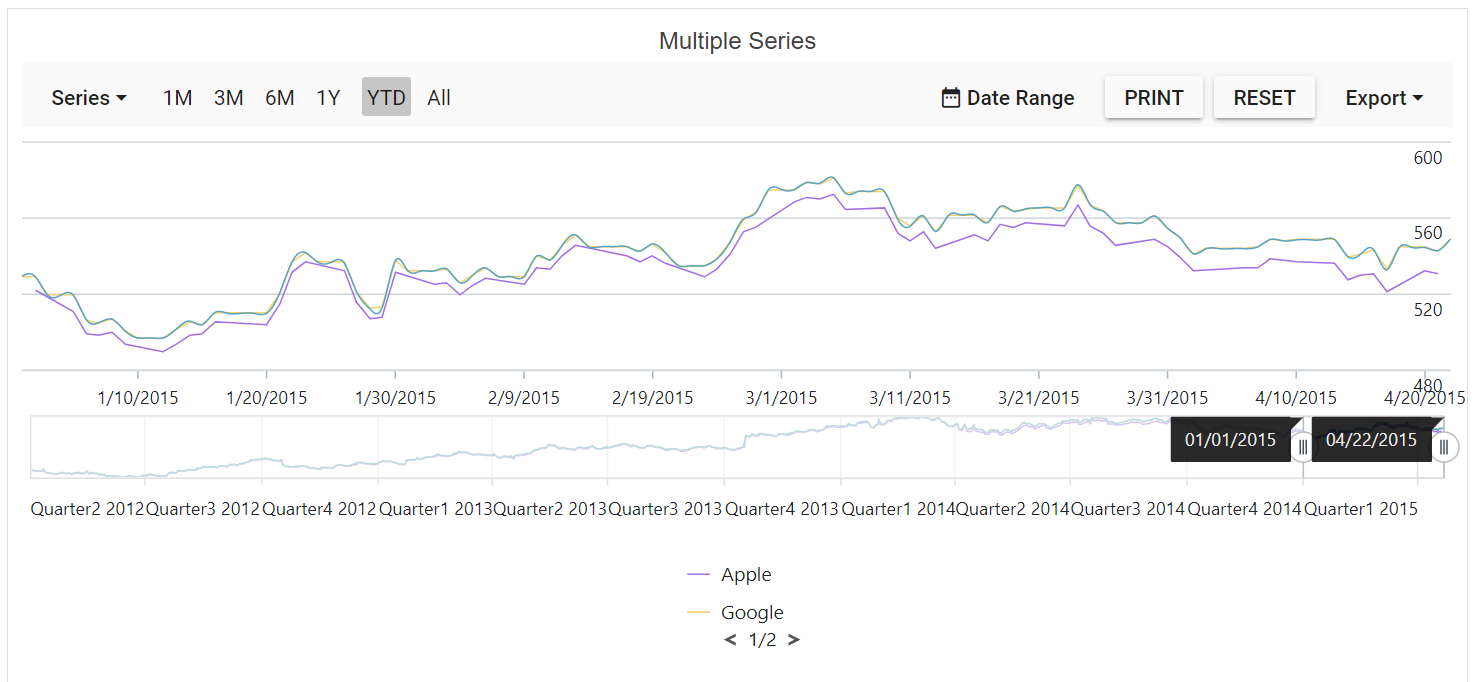 Multiple Series
Series 1M 3M 6M 1Y YTD All Date Range PRINT RESET Export
600
560
520
480
1/10/2015 1/20/2015 1/30/2015 2/9/2015 2/19/2015 3/1/2015 3/11/2015 3/21/2015 3/31/2015 4/10/2015 4/20/2015
01/01/2015 04/22/2015
Quarter2 2012 Quarter3 2012 Quarter4 2012 Quarter1 2013 Quarter2 2013 Quarter3 2013 Quarter4 2013 Quarter1 2014 Quarter2 2014 Quarter3 2014 Quarter4 2014 Quarter1 2015
Apple
Google
< 1/2 >